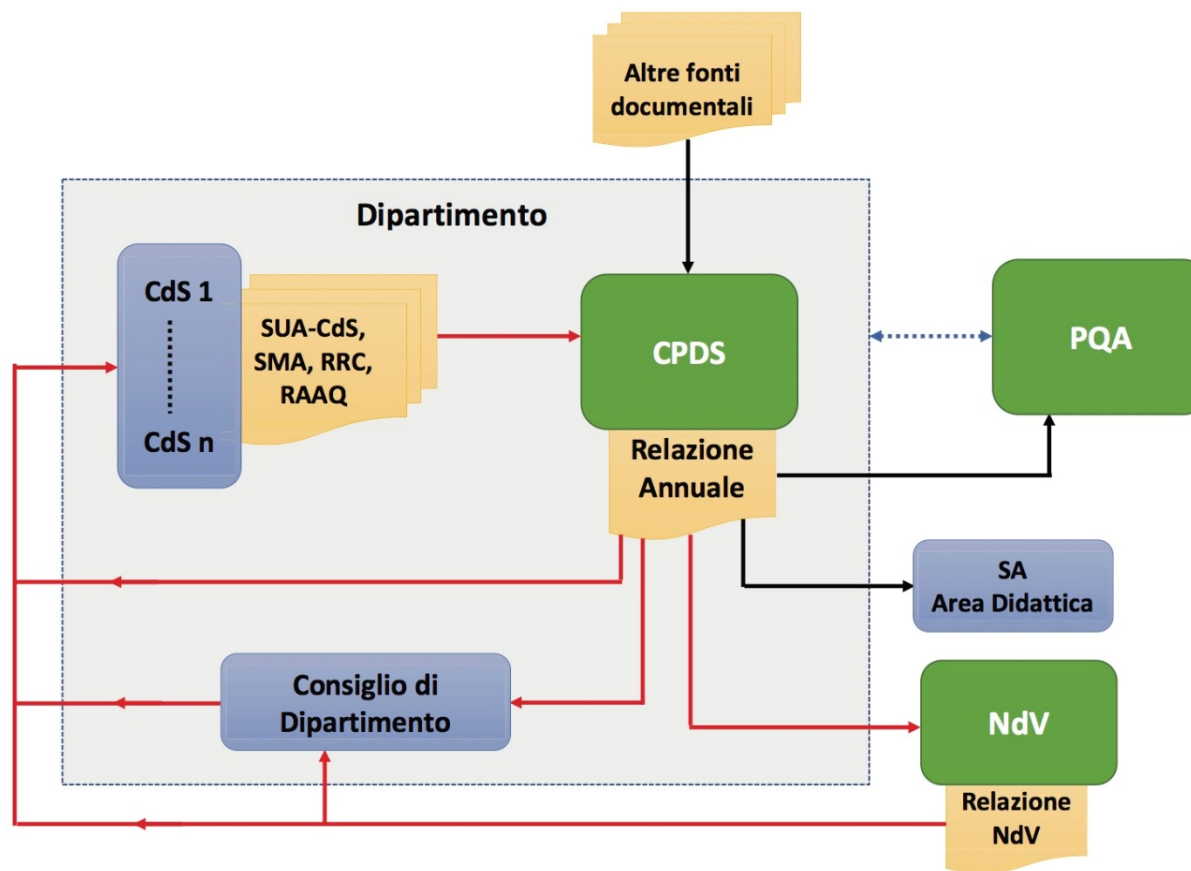 Altre fonti
documentali
Dipartimento
CdS 1
CdS n
SUA-CdS,
SMA, RRC,
RAAQ
CPDS
PQA
Relazione
Annuale
SA
Area Didattica
Consiglio di
Dipartimento
NdV
Relazione
NdV